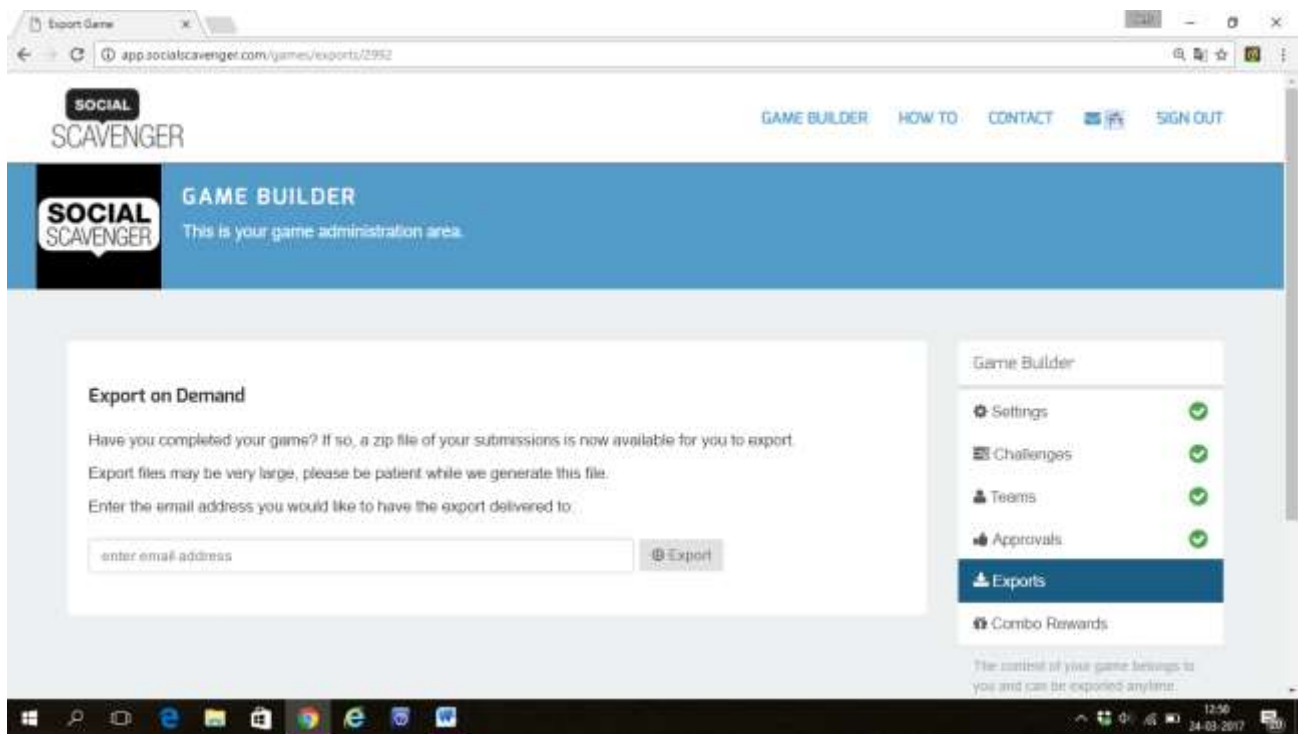 Export Game
app.socialscavenger.com/games/exports/2992
SOCIAL
SCAVENGER
GAME BUILDER HOW TO CONTACT SIGN OUT
SOCIAL
SCAVENGER
GAME BUILDER
This is your game administration area.
Export on Demand
Have you completed your game? If so, a zip file of your submissions is now available for you to export.
Export files may be very large, please be patient while we generate this file.
Enter the email address you would like to have the export delivered to:
enter email address
Export
Game Builder
Settings
Challenges
Teams
Approvals
Exports
Combo Rewards
The content of your game belongs to
you and can be exported anytime.
12:50
24-03-2017